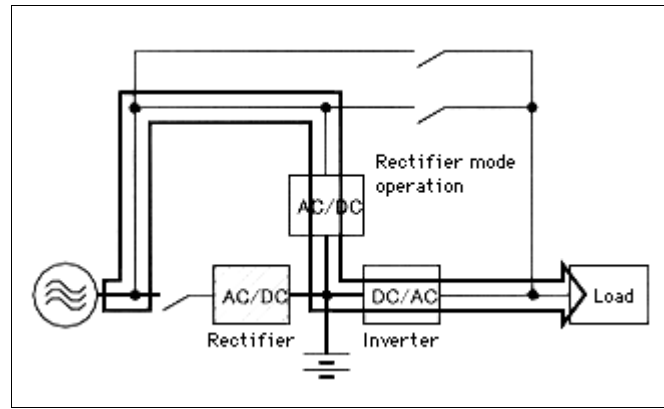 Rectifier mode
operation
AC/DC
AC/DC
DC/AC
Load
Rectifier
Inverter